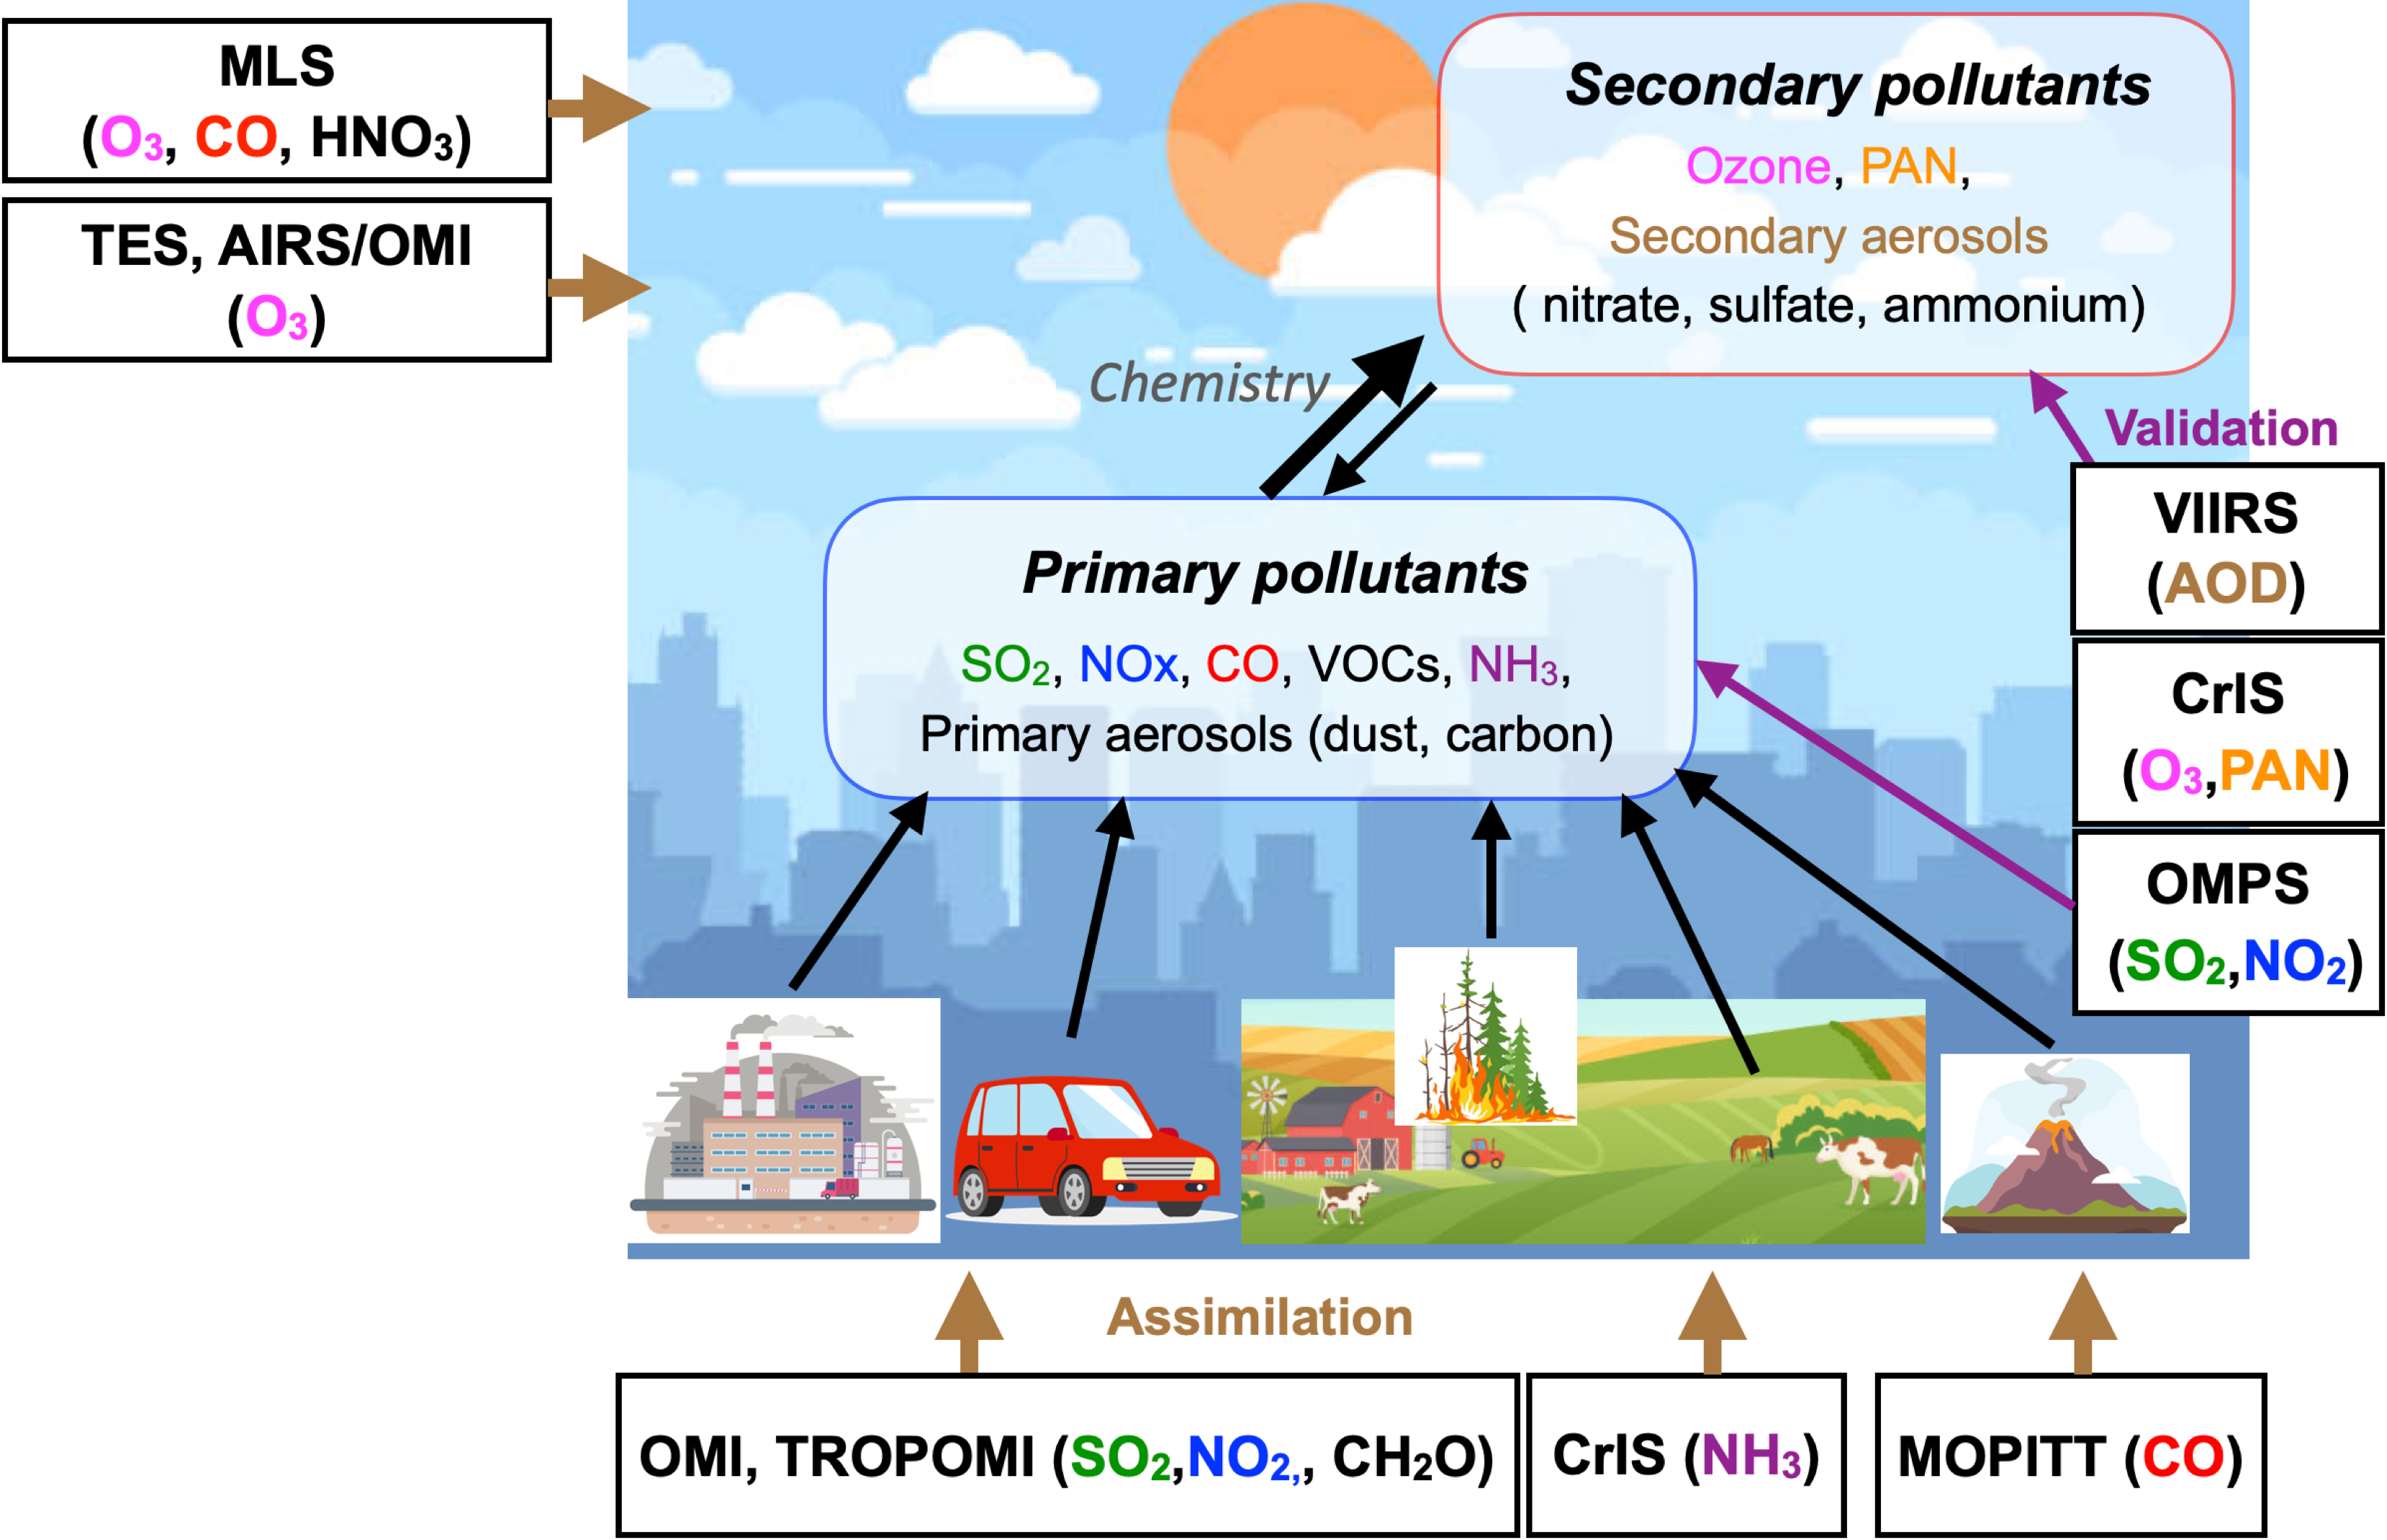 MLS
(O₃, CO, HNO₃)
TES, AIRS/OMI
(O₃)
Secondary pollutants
Ozone, PAN,
Secondary aerosols
( nitrate, sulfate, ammonium)
Chemistry
Validation
Primary pollutants
SO₂, NOx, CO, VOCs, NH₃,
Primary aerosols (dust, carbon)
VIIRS
(AOD)
CrIS
(O₃,PAN)
OMPS
(SO₂,NO₂)
Assimilation
OMI, TROPOMI (SO₂,NO₂,, CH₂O)
CrIS (NH₃)
MOPITT (CO)